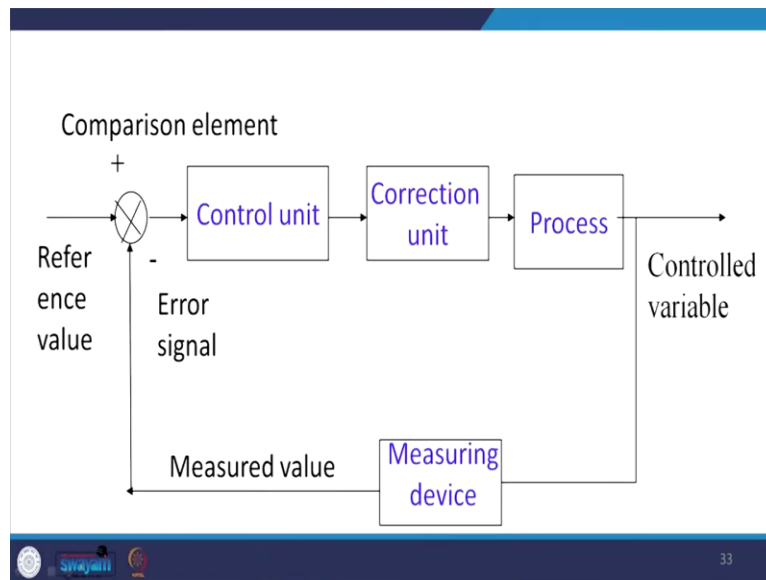 Comparison element
+
Control unit
Correction
unit
Process
Refer
ence
value
-
Error
signal
Controlled
variable
Measured value
Measuring
device
swayam
33